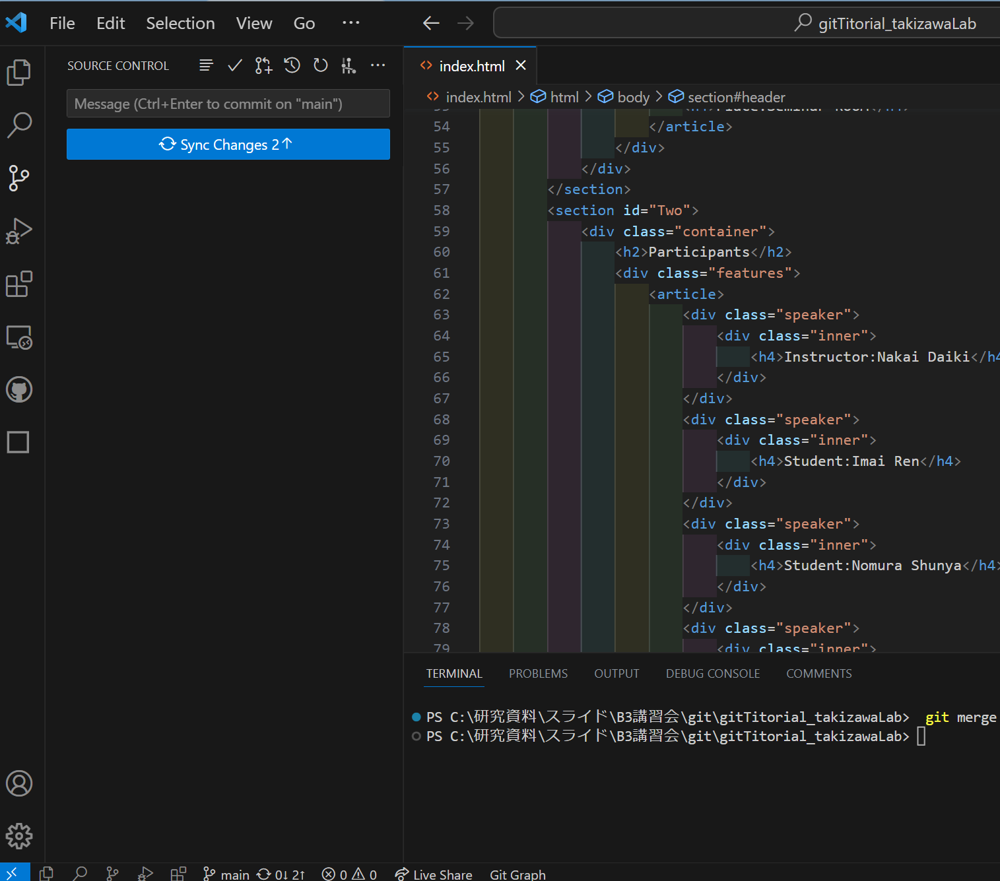 File Edit Selection View Go ···
gitTitorial_takizawaLab
SOURCE CONTROL
Message (Ctrl+Enter to commit on "main")
Sync Changes 2↑
index.html
index.html > html > body > section#header
54 </article>
55 </div>
56 </div>
57 </section>
58 <section id="Two">
59 <div class="container">
60 <h2>Participants</h2>
61 <div class="features">
62 <article>
63 <div class="speaker">
64 <div class="inner">
65 <h4>Instructor:Nakai Daiki</h4
66 </div>
67 </div>
68 <div class="speaker">
69 <div class="inner">
70 <h4>Student:Imai Ren</h4>
71 </div>
72 </div>
73 <div class="speaker">
74 <div class="inner">
75 <h4>Student:Nomura Shunya</h4>
76 </div>
77 </div>
78 <div class="speaker">
79 <div class="inner">
TERMINAL PROBLEMS OUTPUT DEBUG CONSOLE COMMENTS
PS C:\研究資料\スライド\B3講習会\git\gitTitorial_takizawaLab> git merge
PS C:\研究資料\スライド\B3講習会\git\gitTitorial_takizawaLab>
main 0↓ 2↑ 0 0 Live Share Git Graph